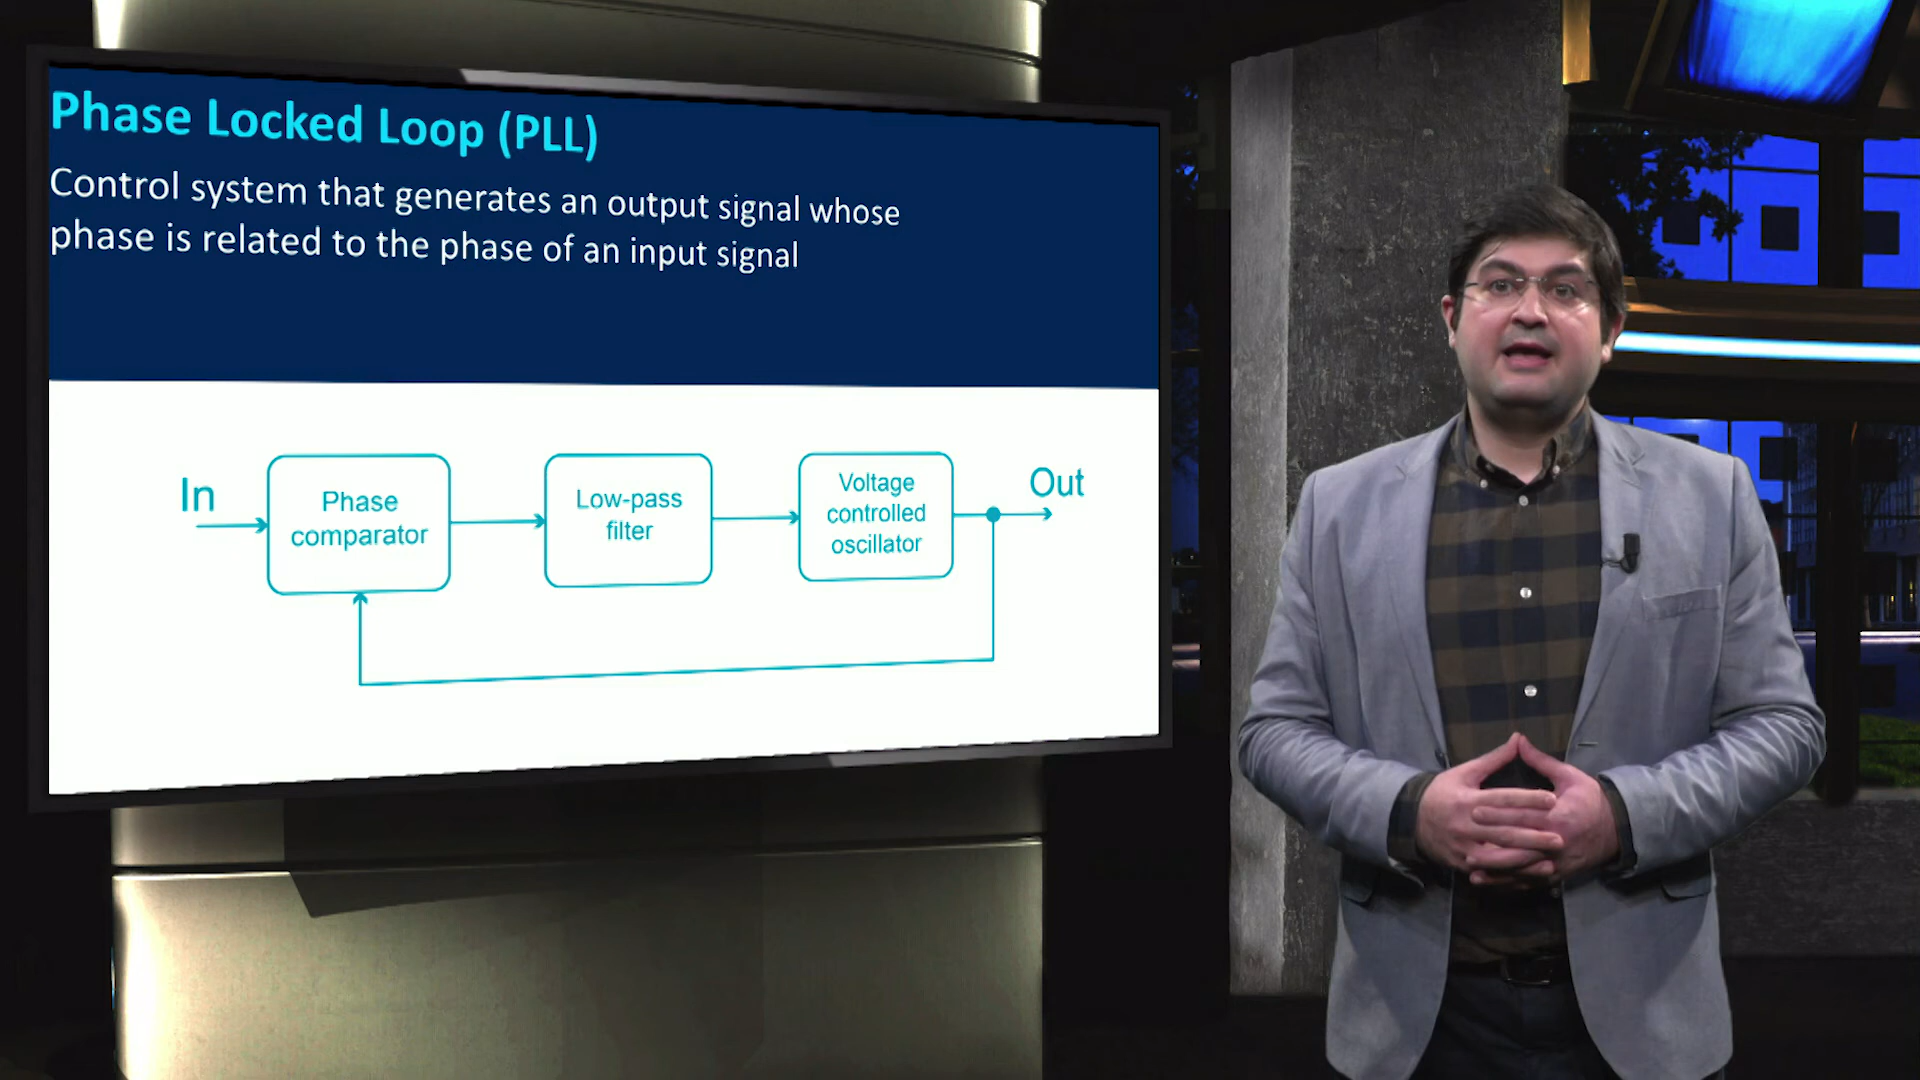 Phase Locked Loop (PLL)
Control system that generates an output signal whose
phase is related to the phase of an input signal
In
Phase
comparator
Low-pass
filter
Voltage
controlled
oscillator
Out